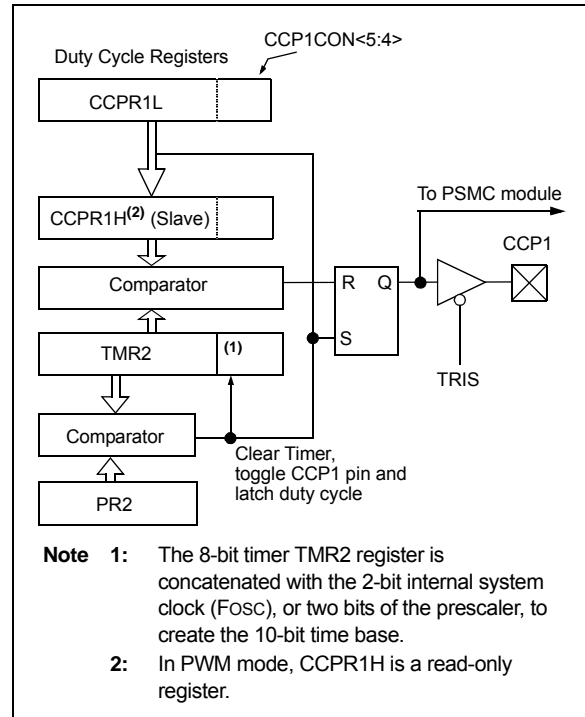 CCP1CON<5:4>
Duty Cycle Registers
CCPR1L
To PSMC module
CCPR1H(2) (Slave)
CCP1
Comparator
R Q
S
TMR2 (1)
TRIS
Comparator
Clear Timer,
toggle CCP1 pin and
latch duty cycle
PR2
Note 1: The 8-bit timer TMR2 register is
concatenated with the 2-bit internal system
clock (FOSC), or two bits of the prescaler, to
create the 10-bit time base.
2: In PWM mode, CCPR1H is a read-only
register.